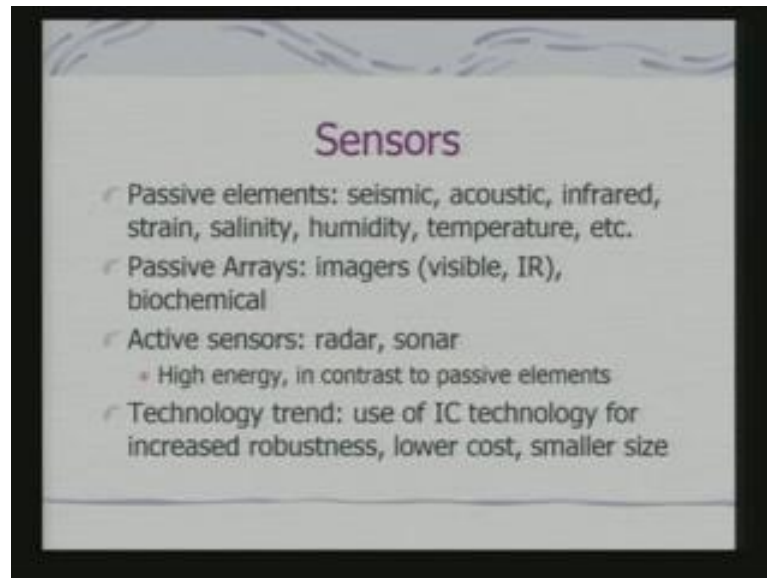 Sensors
Passive elements: seismic, acoustic, infrared,
strain, salinity, humidity, temperature, etc.
Passive Arrays: imagers (visible, IR),
biochemical
Active sensors: radar, sonar
High energy, in contrast to passive elements
Technology trend: use of IC technology for
increased robustness, lower cost, smaller size